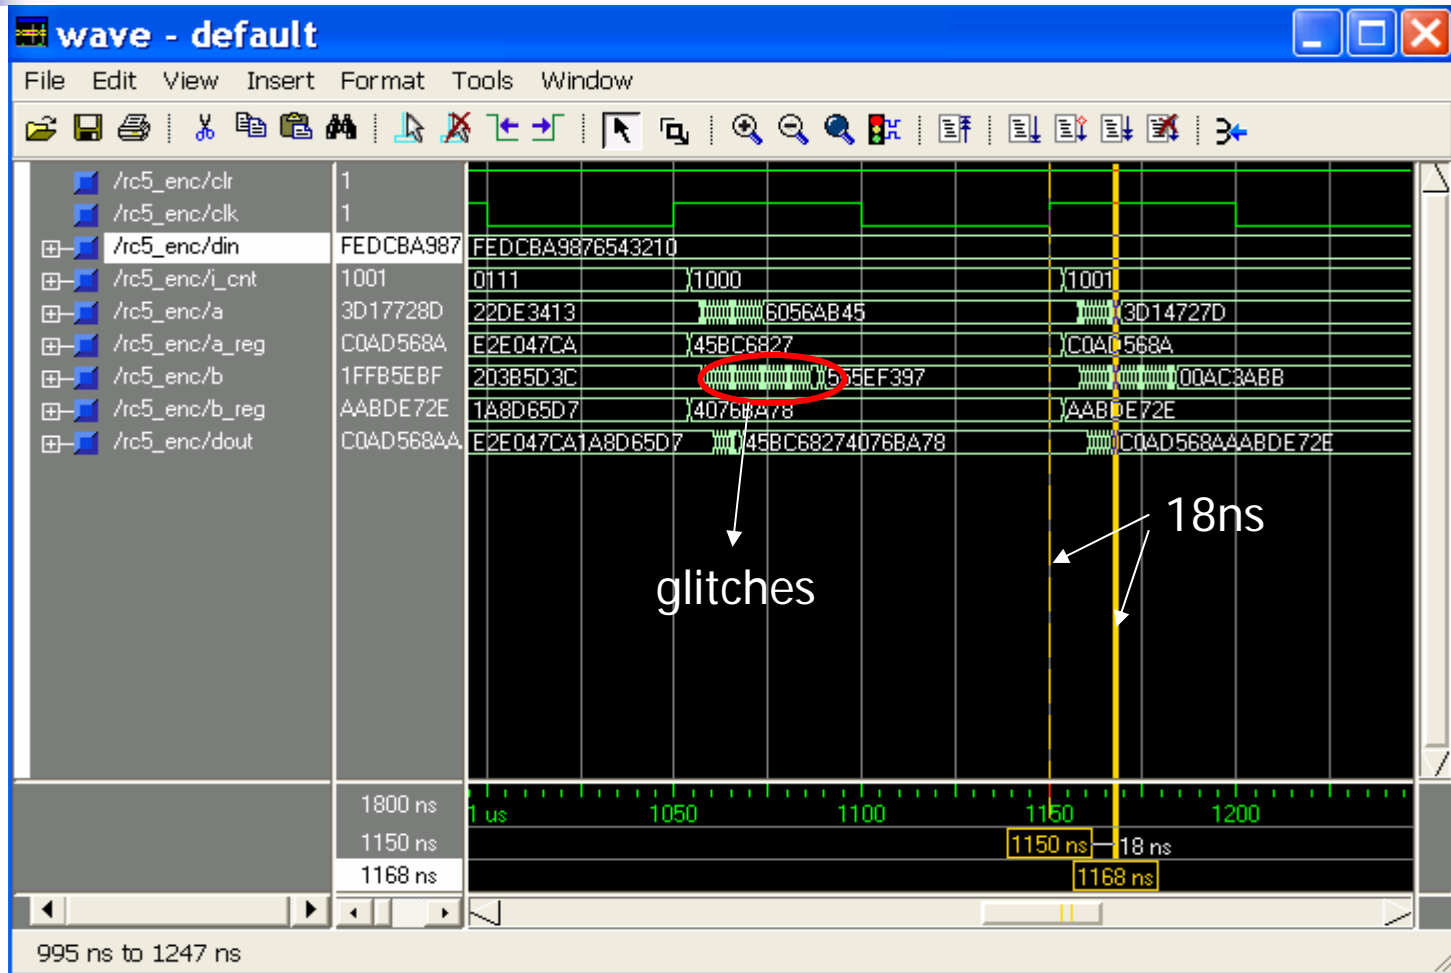 wave - default
File Edit View Insert Format Tools Window
/rc5_enc/clr 1
/rc5_enc/clk 1
/rc5_enc/din FEDCBA987 FEDCBA9876543210
/rc5_enc/i_cnt 1001 0111 1000 1001
/rc5_enc/a 3D17728D 22DE3413 6056AB45 3D14727D
/rc5_enc/a_reg C0AD568A E2E047CA 45BC6827 C0AD568A
/rc5_enc/b 1FFB5EBF 203B5D3C 555EF397 00AC3ABB
/rc5_enc/b_reg AABDE72E 1A8D65D7 4076BA78 AABDE72E
/rc5_enc/dout C0AD568AA E2E047CA1A8D65D7 45BC68274076BA78 C0AD568AAABDE72E
18ns
glitches
1800 ns 1 us 1050 1100 1150 1200
1150 ns 1150 ns 18 ns
1168 ns 1168 ns
995 ns to 1247 ns